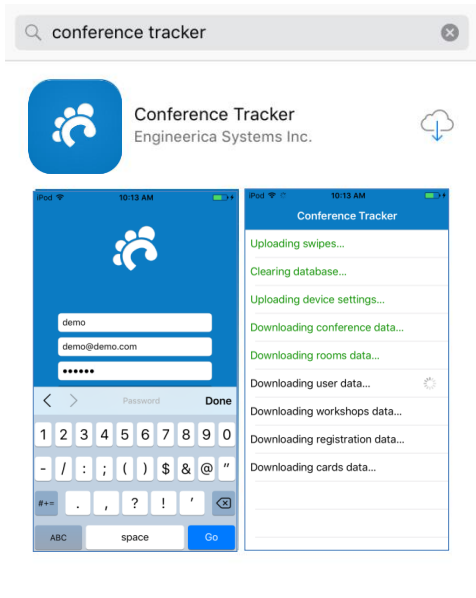 conference tracker
Conference Tracker
Engineerica Systems Inc.
iPod 10:13 AM
demo
demo@demo.com
••••••
Password Done
1 2 3 4 5 6 7 8 9 0
- / : ; ( ) $ & @ "
#+= . , ? ! '
ABC space Go
iPod 10:13 AM
Conference Tracker
Uploading swipes...
Clearing database...
Uploading device settings...
Downloading conference data...
Downloading rooms data...
Downloading user data...
Downloading workshops data...
Downloading registration data...
Downloading cards data...